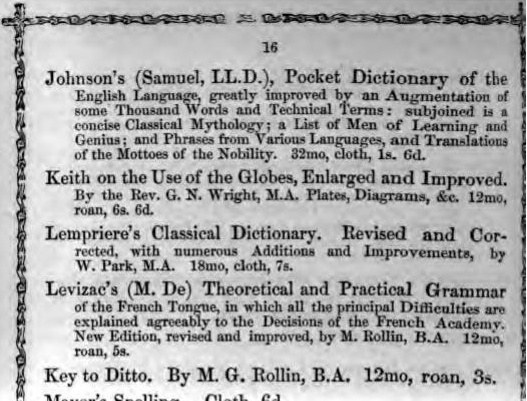 16
Johnson's (Samuel, LL.D.), Pocket Dictionary of the
English Language, greatly improved by an Augmentation of
some Thousand Words and Technical Terms: subjoined is a
concise Classical Mythology; a List of Men of Learning and
Genius; and Phrases from Various Languages, and Translations
of the Mottoes of the Nobility. 32mo, cloth, 1s. 6d.
Keith on the Use of the Globes, Enlarged and Improved.
By the Rev. G. N. Wright, M.A. Plates, Diagrams, &c. 12mo,
roan, 6s. 6d.
Lempriere's Classical Dictionary. Revised and Cor-
rected, with numerous Additions and Improvements, by
W. Park, M.A. 18mo, cloth, 7s.
Levizac's (M. De) Theoretical and Practical Grammar
of the French Tongue, in which all the principal Difficulties are
explained agreeably to the Decisions of the French Academy.
New Edition, revised and improved, by M. Rollin, B.A. 12mo,
roan, 5s.
Key to Ditto. By M. G. Rollin, B.A. 12mo, roan, 3s.
Spelling. Cloth, 6d.